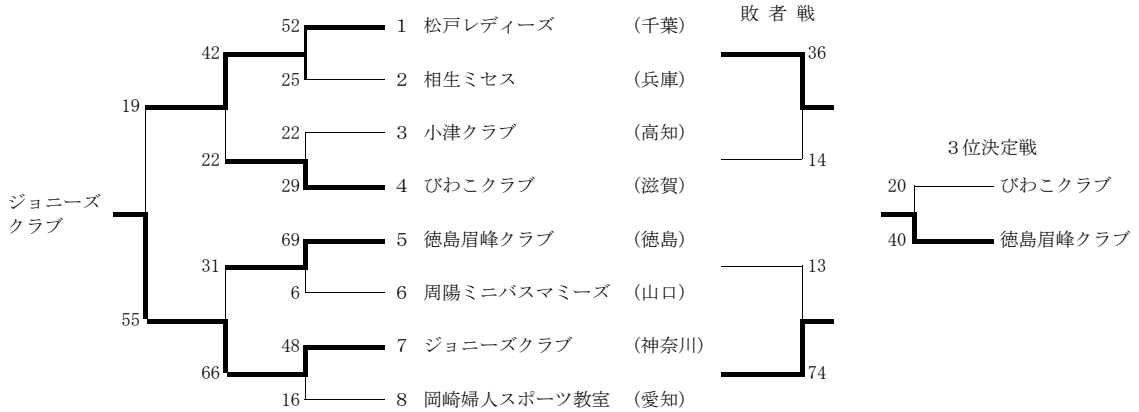 敗 者 戦
52 1 松戸レディーズ (千葉)
42 36
25 2 相生ミセス (兵庫)
19
22 3 小津クラブ (高知)
３位決定戦
22 14
29 4 びわこクラブ (滋賀)
20 びわこクラブ
ジョニーズ
クラブ
69 5 徳島眉峰クラブ (徳島)
40 徳島眉峰クラブ
31 13
6 6 周陽ミニバスマミーズ (山口)
55
48 7 ジョニーズクラブ (神奈川)
66 74
16 8 岡崎婦人スポーツ教室 (愛知)